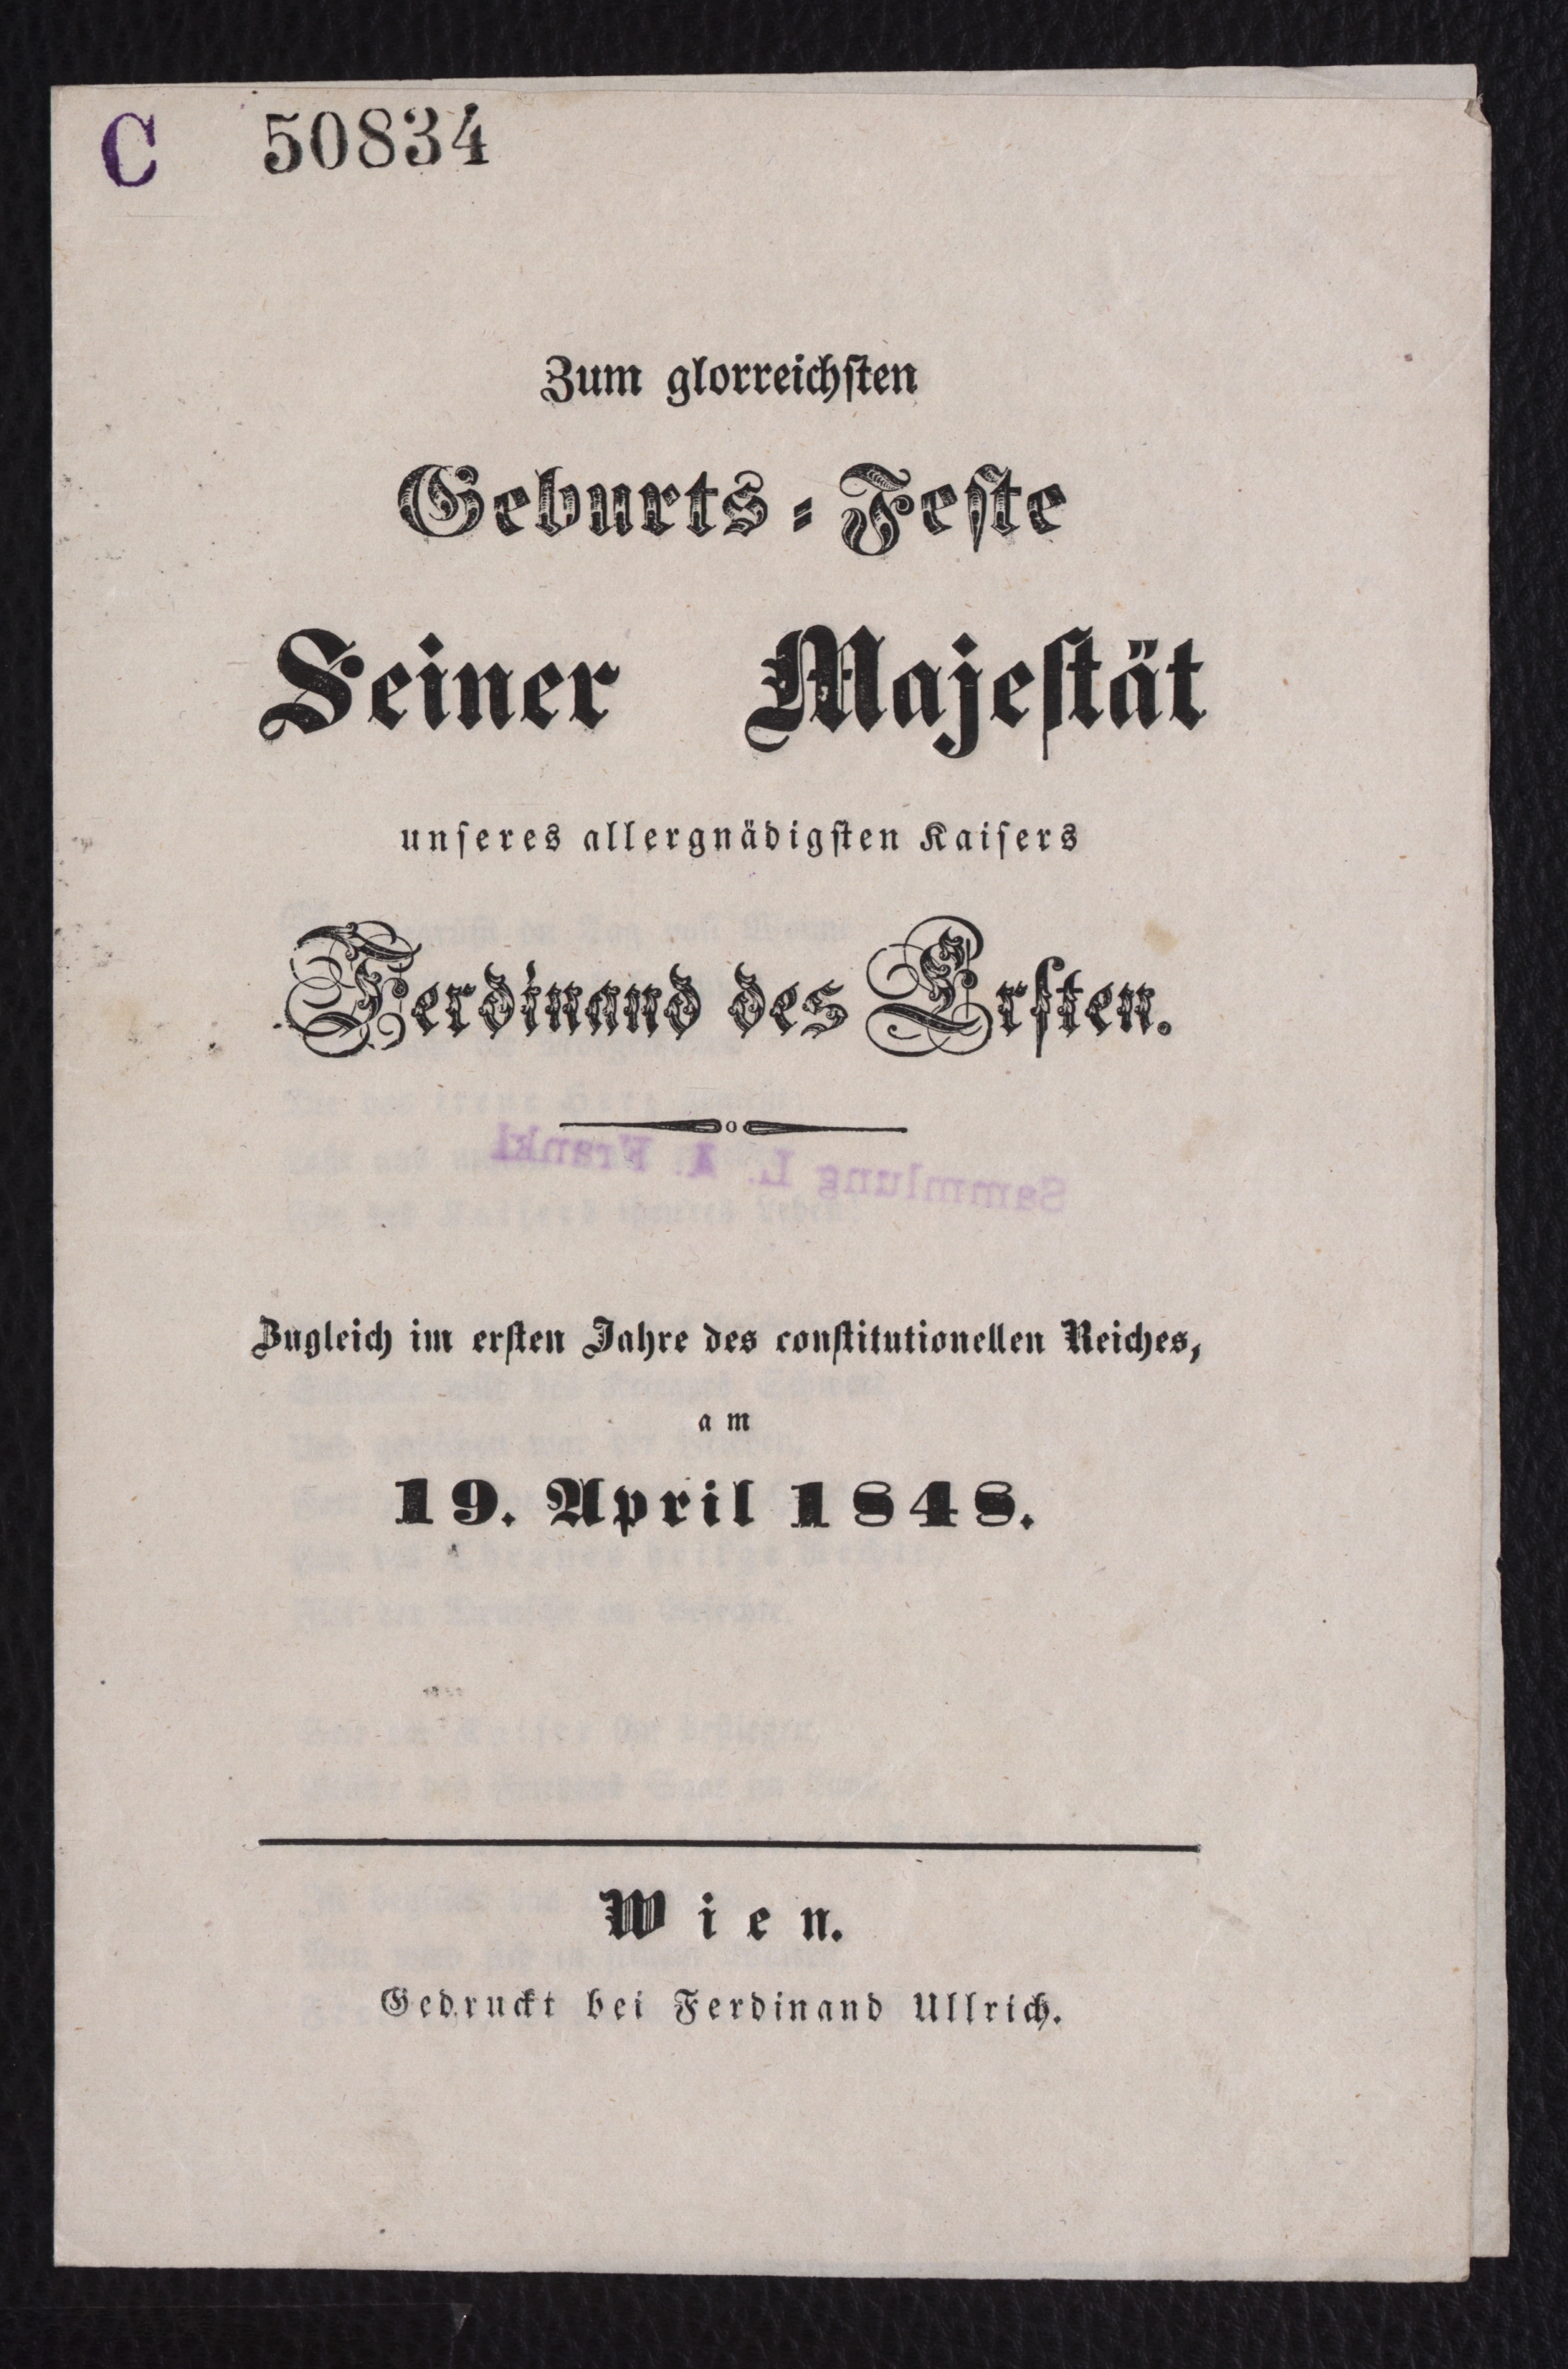 C 50834
Zum glorreichsten
Geburts-Feste
Seiner Majestät
unseres allergnädigsten Kaisers
Ferdinand des Ersten.
Sammlung L. A. Frankl
Zugleich im ersten Jahre des constitutionellen Reiches,
am
19. April 1848.
Wien.
Gedruckt bei Ferdinand Ullrich.